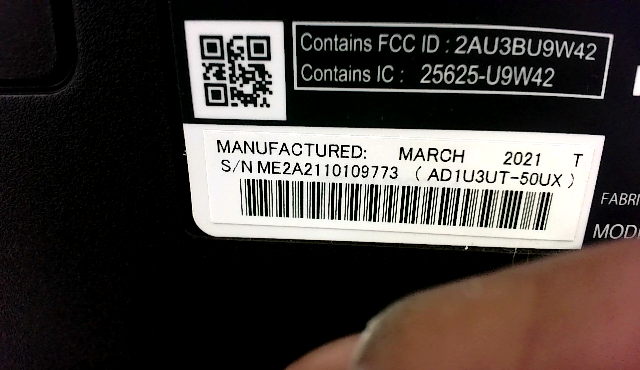 Contains FCC ID : 2AU3BU9W42
Contains IC : 25625-U9W42
MANUFACTURED: MARCH 2021 T
S/N ME2A2110109773 ( AD1U3UT-50UX )